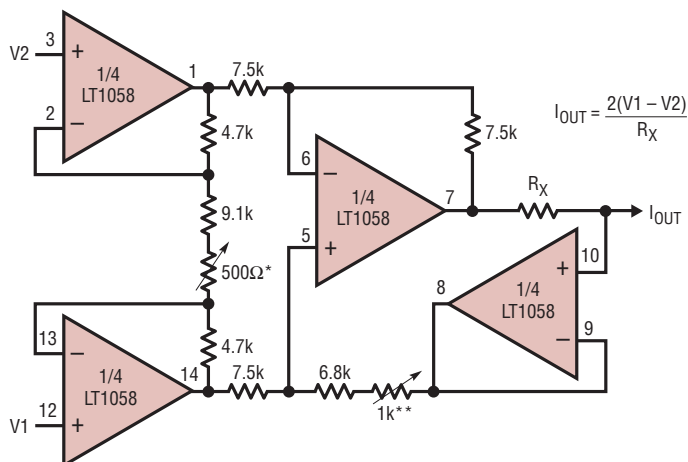 V2
3
+
1/4
LT1058
2
−
1
7.5k
4.7k
9.1k
500Ω*
4.7k
7.5k
6
−
1/4
LT1058
5
+
7
R_X
I_OUT
I_OUT = 2(V1 – V2) / R_X
10
+
1/4
LT1058
9
−
8
13
−
1/4
LT1058
14
12
+
V1
7.5k
6.8k
1k**